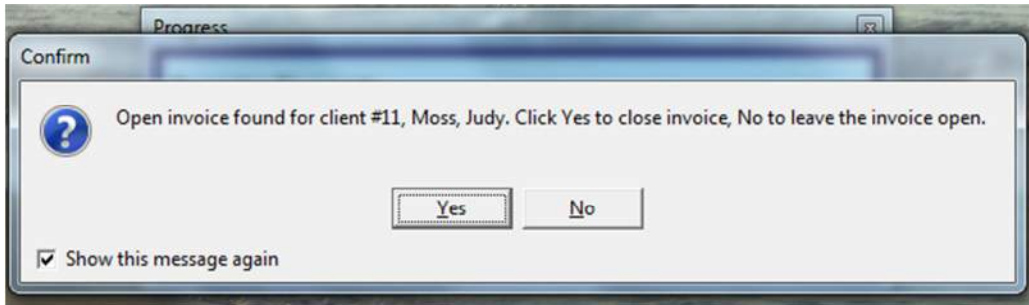 Progress
Confirm
Open invoice found for client #11, Moss, Judy. Click Yes to close invoice, No to leave the invoice open.
Yes No
Show this message again